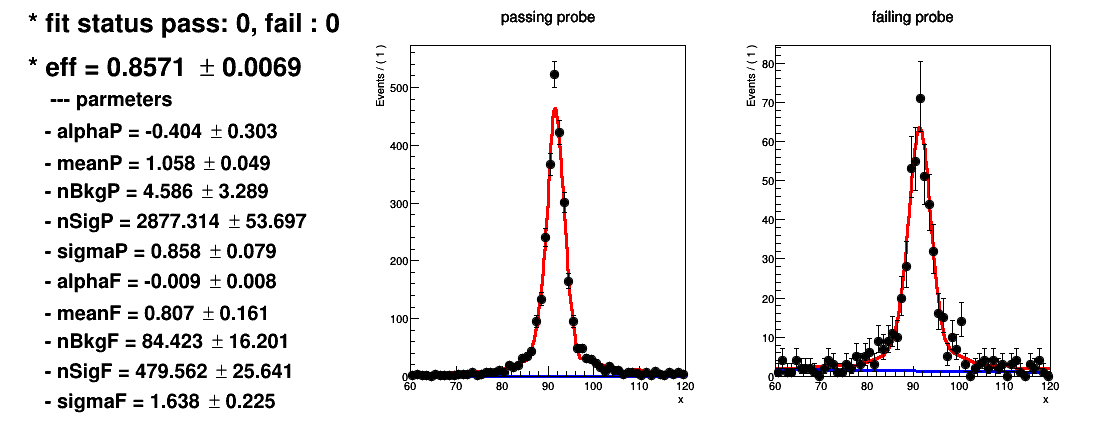 * fit status pass: 0, fail : 0
* eff = 0.8571 ± 0.0069
--- parmeters
- alphaP = -0.404 ± 0.303
- meanP = 1.058 ± 0.049
- nBkgP = 4.586 ± 3.289
- nSigP = 2877.314 ± 53.697
- sigmaP = 0.858 ± 0.079
- alphaF = -0.009 ± 0.008
- meanF = 0.807 ± 0.161
- nBkgF = 84.423 ± 16.201
- nSigF = 479.562 ± 25.641
- sigmaF = 1.638 ± 0.225
passing probe
Events / ( 1 )
500
400
300
200
100
0
60 70 80 90 100 110 120
x
failing probe
Events / ( 1 )
80
70
60
50
40
30
20
10
0
60 70 80 90 100 110 120
x